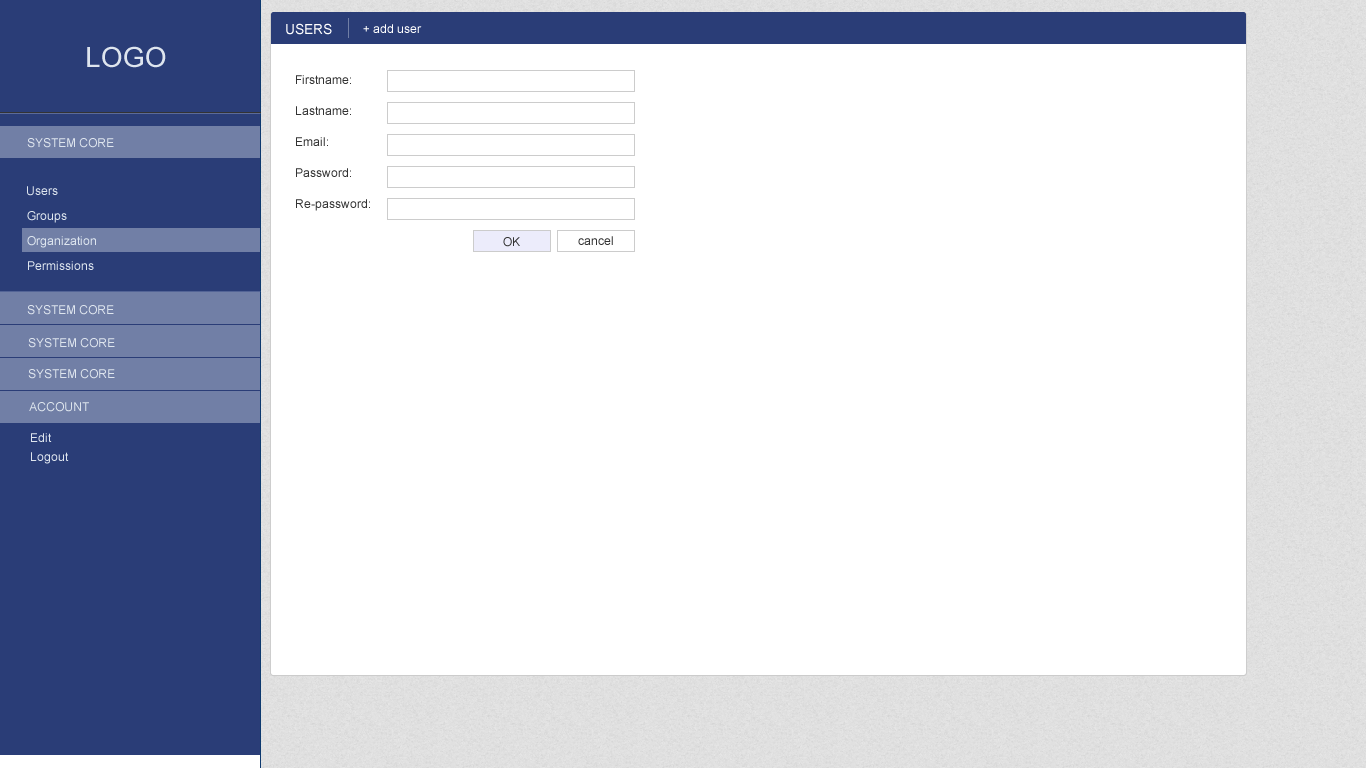 LOGO
SYSTEM CORE
Users
Groups
Organization
Permissions
SYSTEM CORE
SYSTEM CORE
SYSTEM CORE
ACCOUNT
Edit
Logout
USERS + add user
Firstname:
Lastname:
Email:
Password:
Re-password:
OK cancel